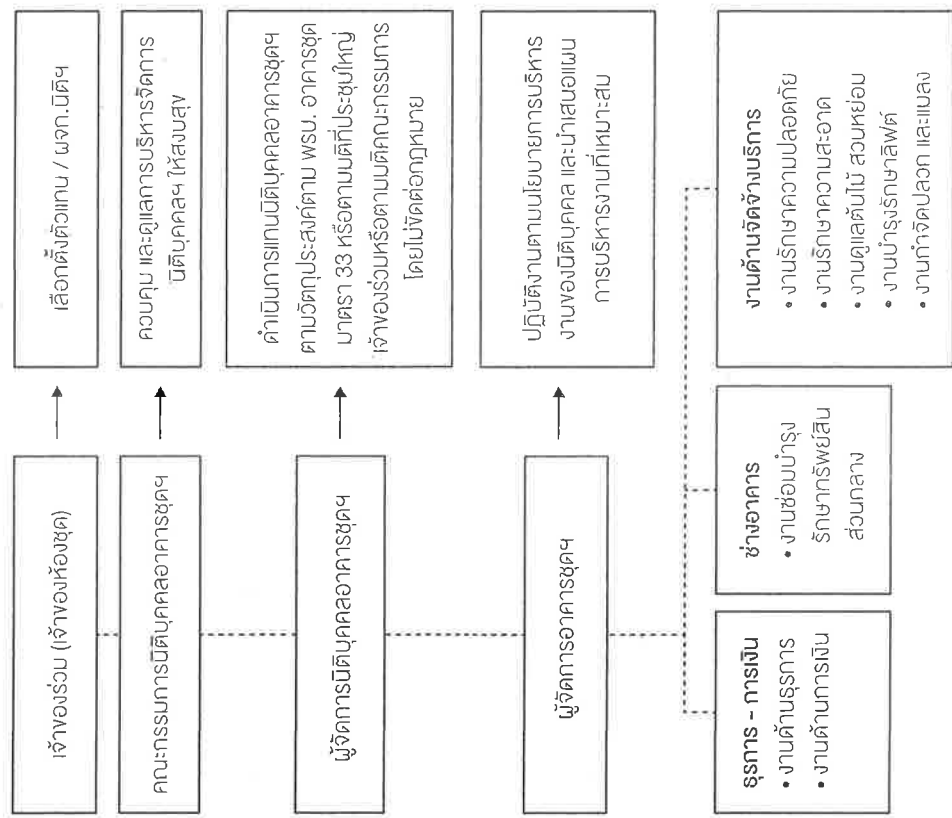 เจ้าของร่วม (เจ้าของห้องชุด)
เลือกตั้งตัวแทน / ผจก.นิติฯ
คณะกรรมการนิติบุคคลอาคารชุดฯ
ควบคุม และดูแลการบริหารจัดการ
นิติบุคคลฯ ให้สงบสุข
ผู้จัดการนิติบุคคลอาคารชุดฯ
ดำเนินการแทนนิติบุคคลอาคารชุดฯ
ตามวัตถุประสงค์ตาม พรบ. อาคารชุด
มาตรา 33 หรือตามมติที่ประชุมใหญ่
เจ้าของร่วมหรือตามมติคณะกรรมการ
โดยไม่ขัดต่อกฎหมาย
ผู้จัดการอาคารชุดฯ
ปฏิบัติงานตามนโยบายการบริหาร
งานของนิติบุคคล และนำเสนอแผน
การบริหารงานที่เหมาะสม
ธุรการ - การเงิน
• งานด้านธุรการ
• งานด้านการเงิน
ช่างอาคาร
• งานซ่อมบำรุง
รักษาทรัพย์สิน
ส่วนกลาง
งานด้านจัดจ้างบริการ
• งานรักษาความปลอดภัย
• งานรักษาความสะอาด
• งานดูแลต้นไม้ สวนหย่อม
• งานบำรุงรักษาลิฟต์
• งานกำจัดปลวก และแมลง